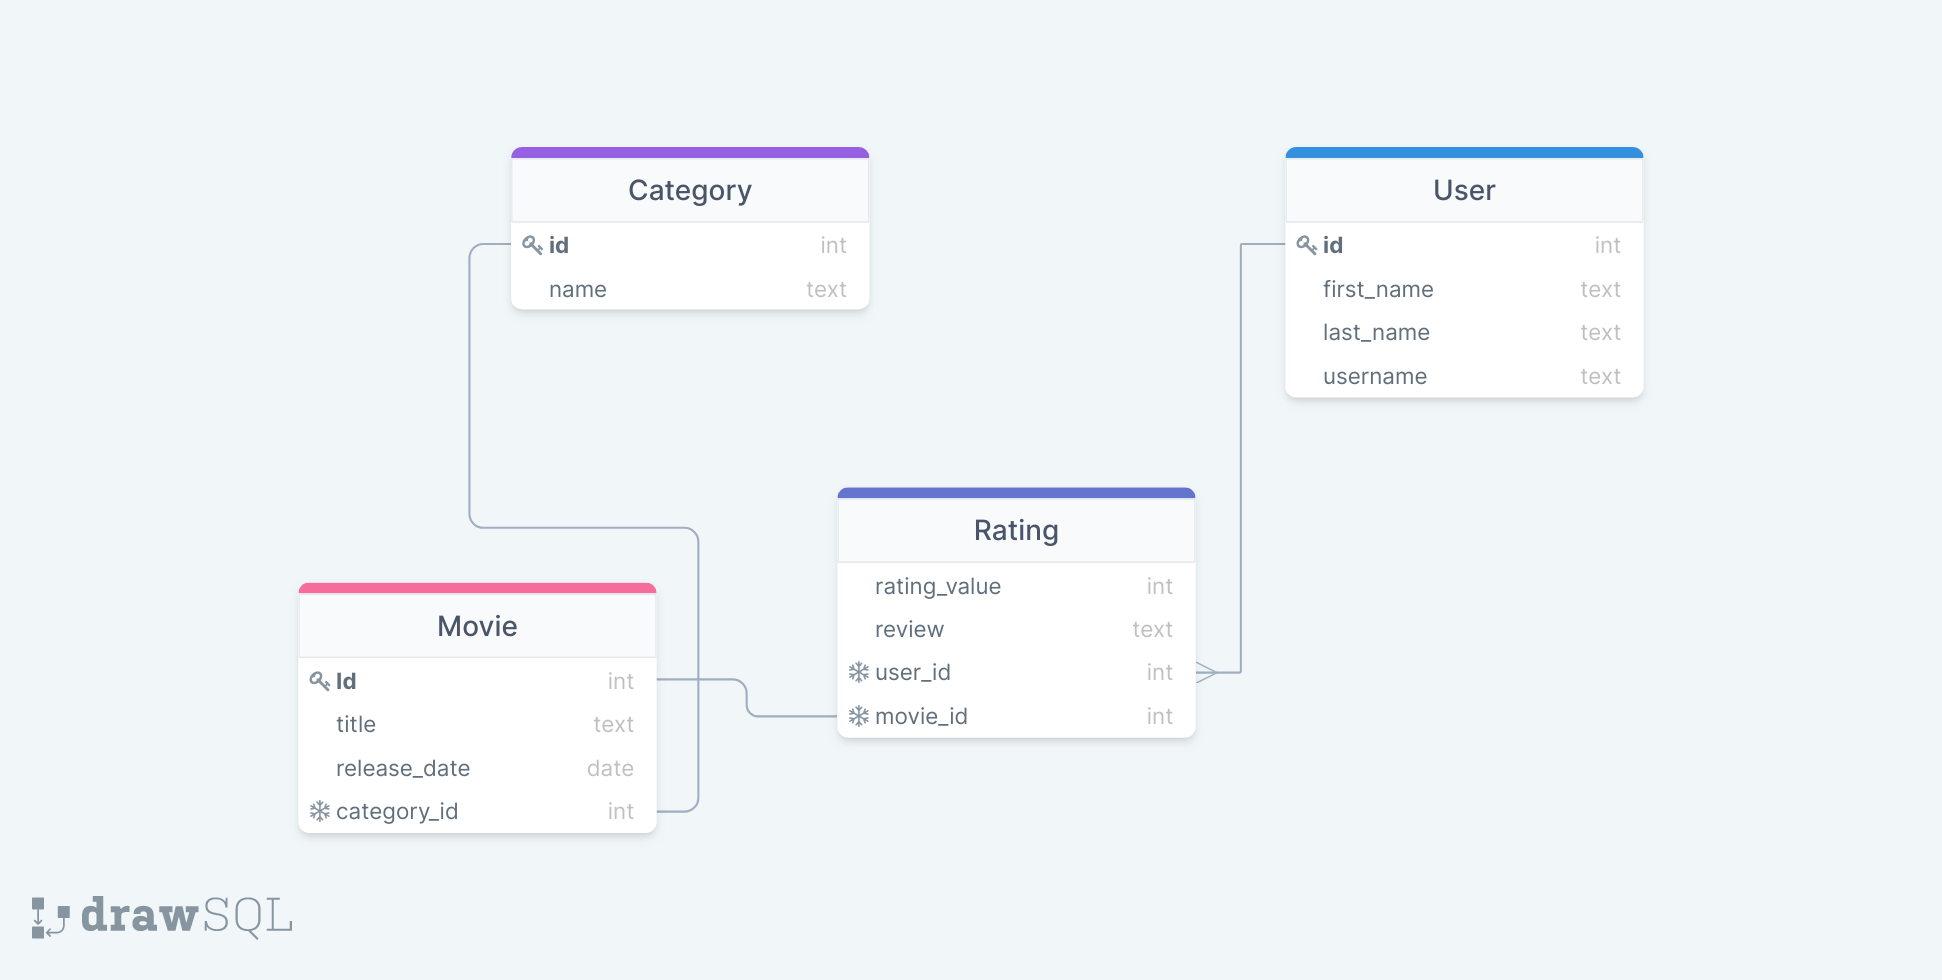 Category
id int
name text
User
id int
first_name text
last_name text
username text
Rating
rating_value int
review text
user_id int
movie_id int
Movie
Id int
title text
release_date date
category_id int
drawSQL